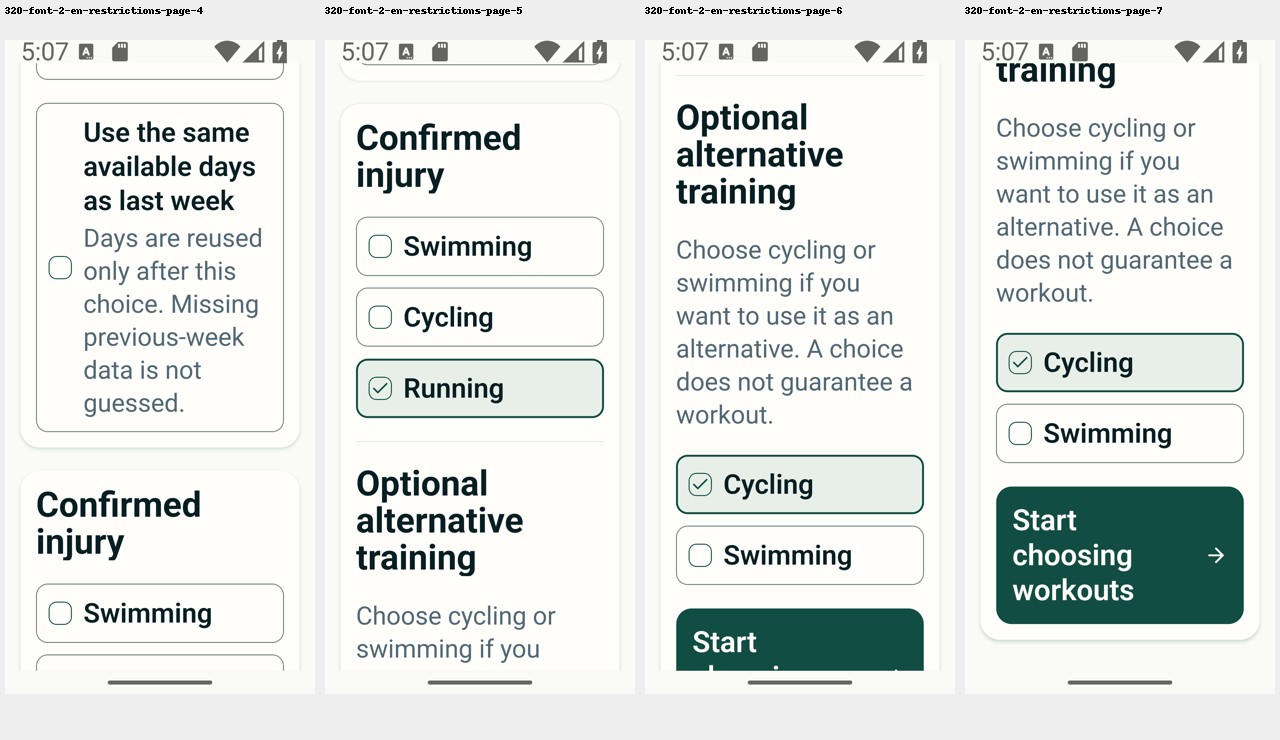 320-font-2-en-restrictions-page-4
5:07
Use the same
available days
as last week
Days are reused
only after this
choice. Missing
previous-week
data is not
guessed.
Confirmed
injury
Swimming
320-font-2-en-restrictions-page-5
5:07
Confirmed
injury
Swimming
Cycling
Running
Optional
alternative
training
Choose cycling or
swimming if you
320-font-2-en-restrictions-page-6
5:07
Optional
alternative
training
Choose cycling or
swimming if you
want to use it as an
alternative. A choice
does not guarantee a
workout.
Cycling
Swimming
Start
320-font-2-en-restrictions-page-7
5:07
training
Choose cycling or
swimming if you
want to use it as an
alternative. A choice
does not guarantee a
workout.
Cycling
Swimming
Start
choosing
workouts